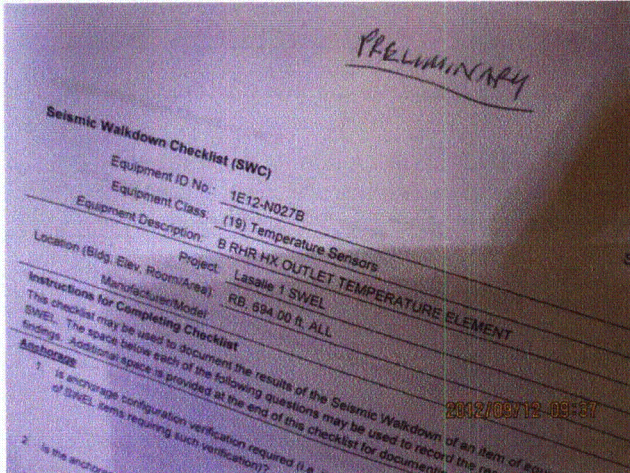 PRELIMINARY
Seismic Walkdown Checklist (SWC)
Equipment ID No.: 1E12-N027B
Equipment Class: (19) Temperature Sensors
Equipment Description: B RHR HX OUTLET TEMPERATURE ELEMENT
Project: Lasalle 1 SWEL
Location (Bldg, Elev, Room/Area): RB, 694.00 ft, ALL
Manufacturer/Model
Instructions for Completing Checklist
This checklist may be used to document the results of the Seismic Walkdown of an item of
SWEL. The space below each of the following questions may be used to record the
findings. Additional space is provided at the end of this checklist for
Anchorage
1. Is anchorage configuration verification required (i.e.
of SWEL items requiring such verification)?
2. Is the
2012/09/12 09:37